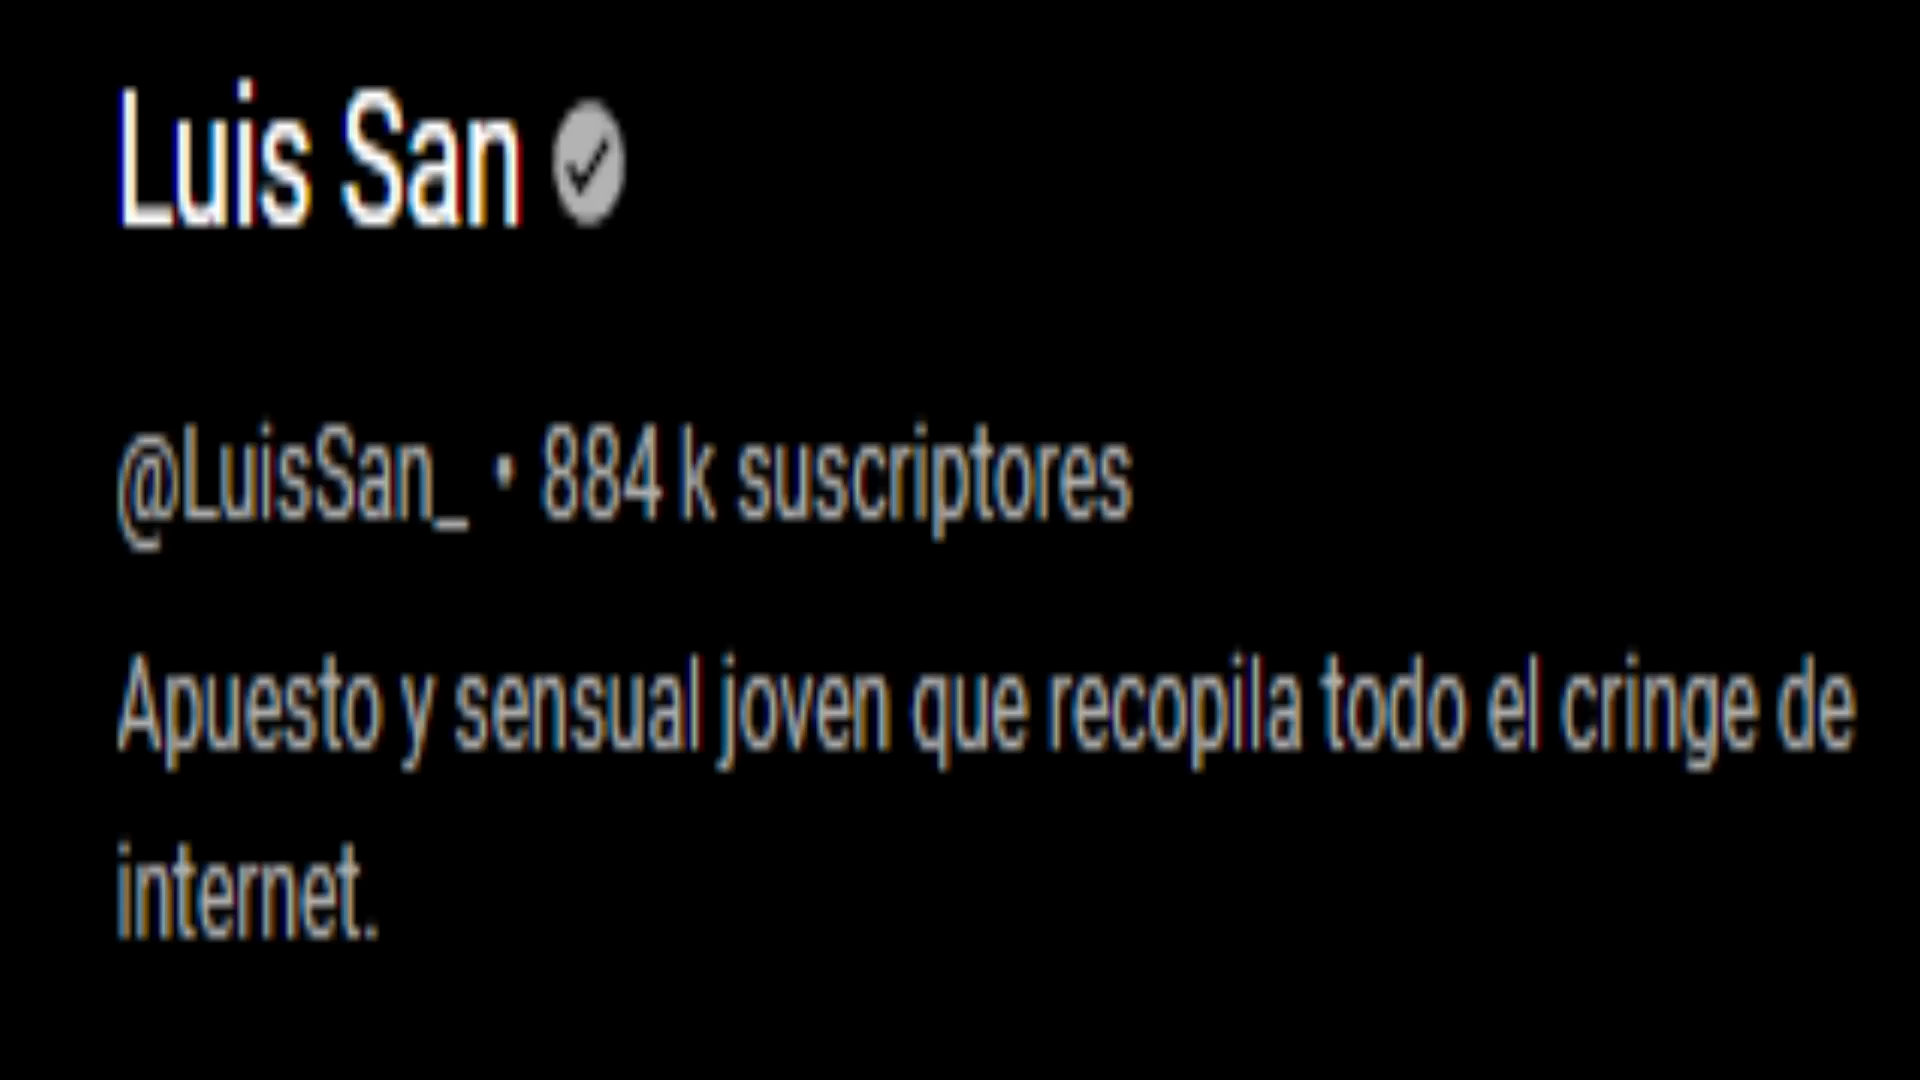 Luis San
@LuisSan_ • 884 k suscriptores
Apuesto y sensual joven que recopila todo el cringe de
internet.